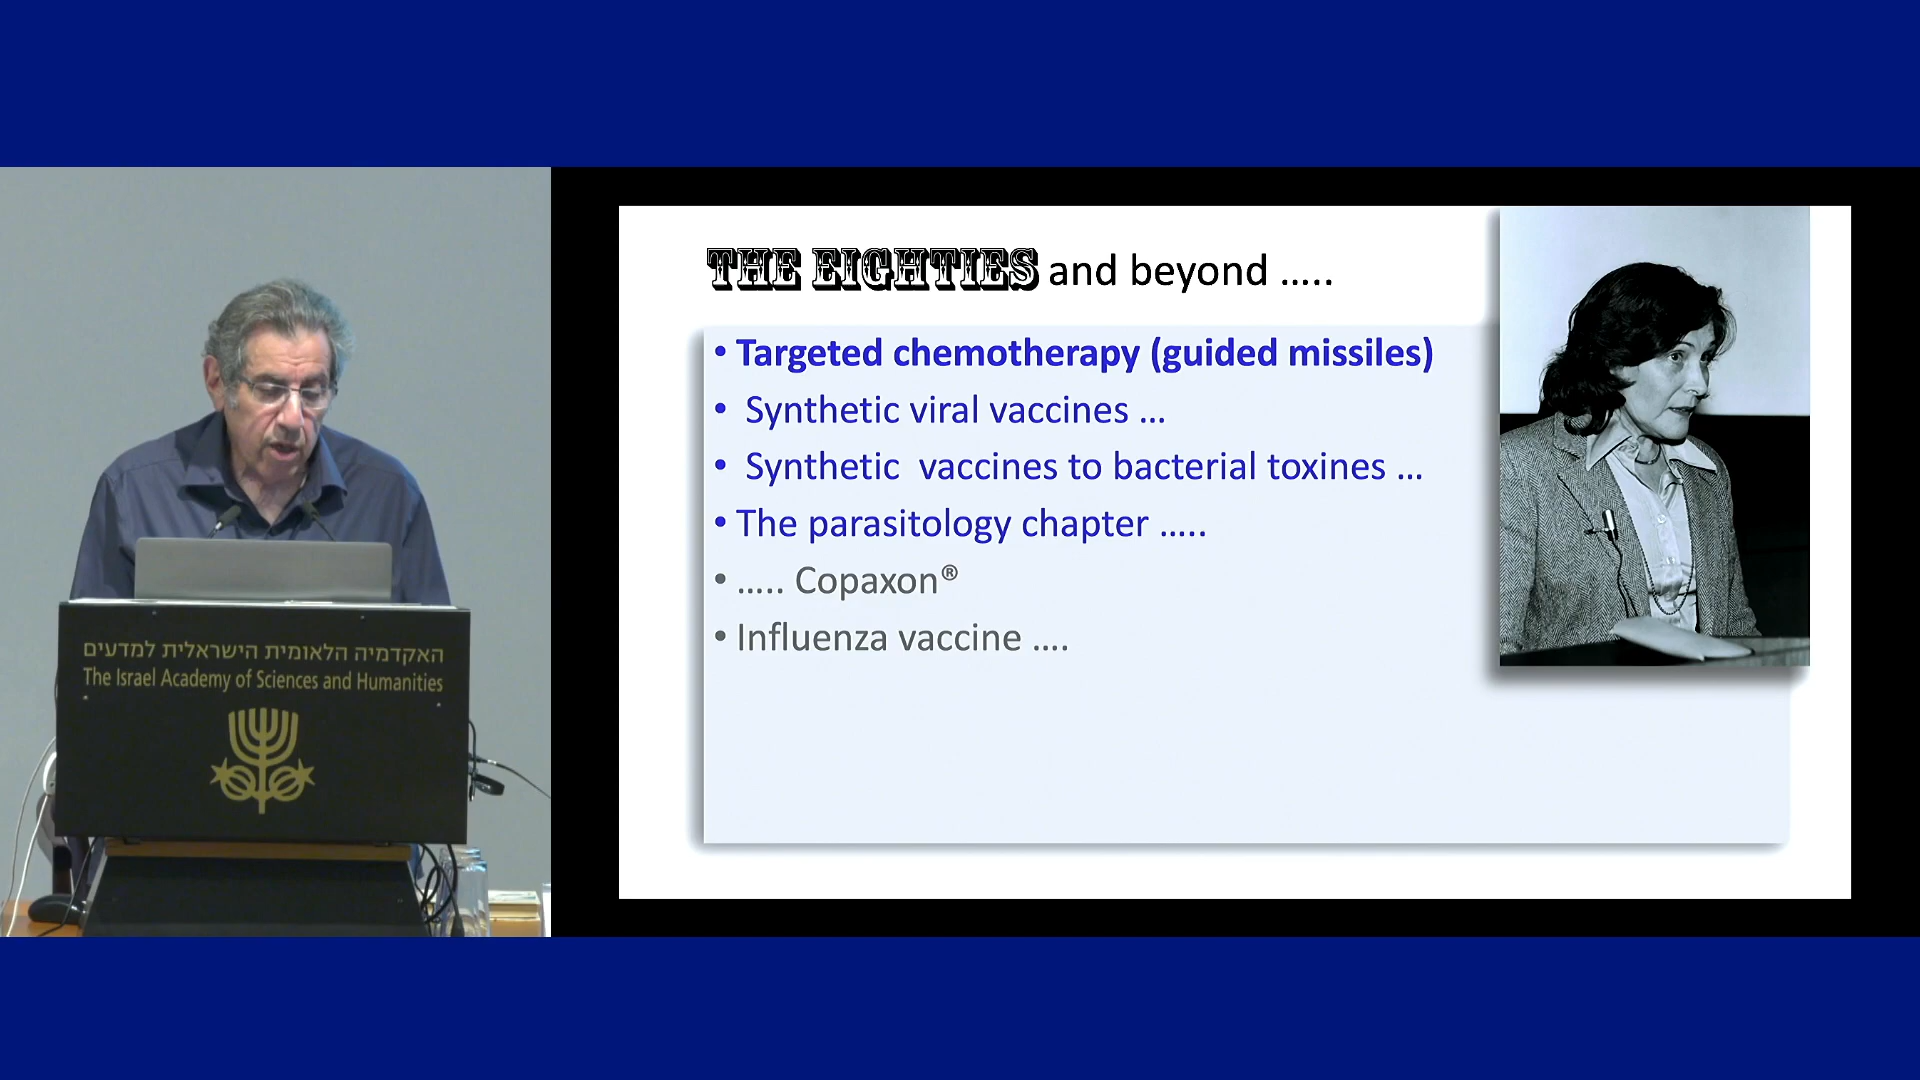 האקדמיה הלאומית הישראלית למדעים
The Israel Academy of Sciences and Humanities
THE EIGHTIES and beyond .....
• Targeted chemotherapy (guided missiles)
• Synthetic viral vaccines ...
• Synthetic vaccines to bacterial toxines ...
• The parasitology chapter .....
• ..... Copaxon®
• Influenza vaccine ....